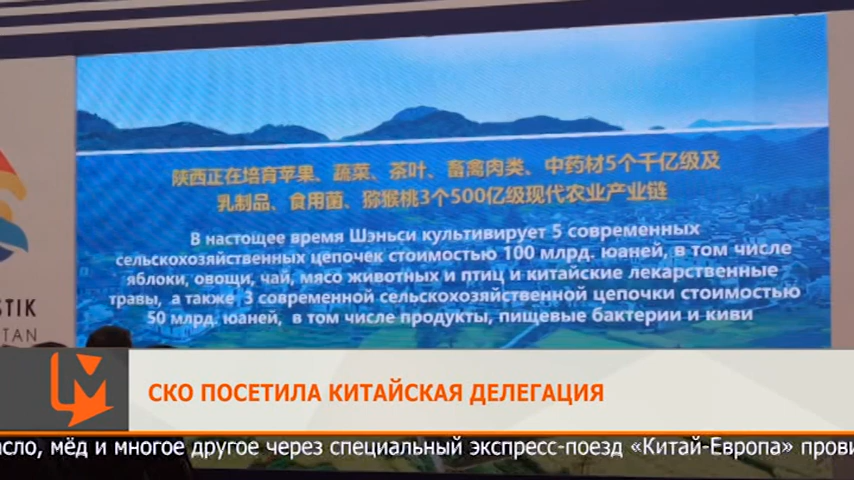 陕西正在培育苹果、蔬菜、茶叶、畜禽肉类、中药材5个千亿级及
乳制品、食用菌、猕猴桃3个500亿级现代农业产业链
В настоящее время Шэньси культивирует 5 современных
сельскохозяйственных цепочек стоимостью 100 млрд. юаней, в том числе
яблоки, овощи, чай, мясо животных и птиц и китайские лекарственные
травы, а также 3 современной сельскохозяйственной цепочки стоимостью
50 млрд. юаней, в том числе продукты, пищевые бактерии и киви
STIK
TAN
СКО ПОСЕТИЛА КИТАЙСКАЯ ДЕЛЕГАЦИЯ
асло, мёд и многое другое через специальный экспресс-поезд «Китай-Европа» прови